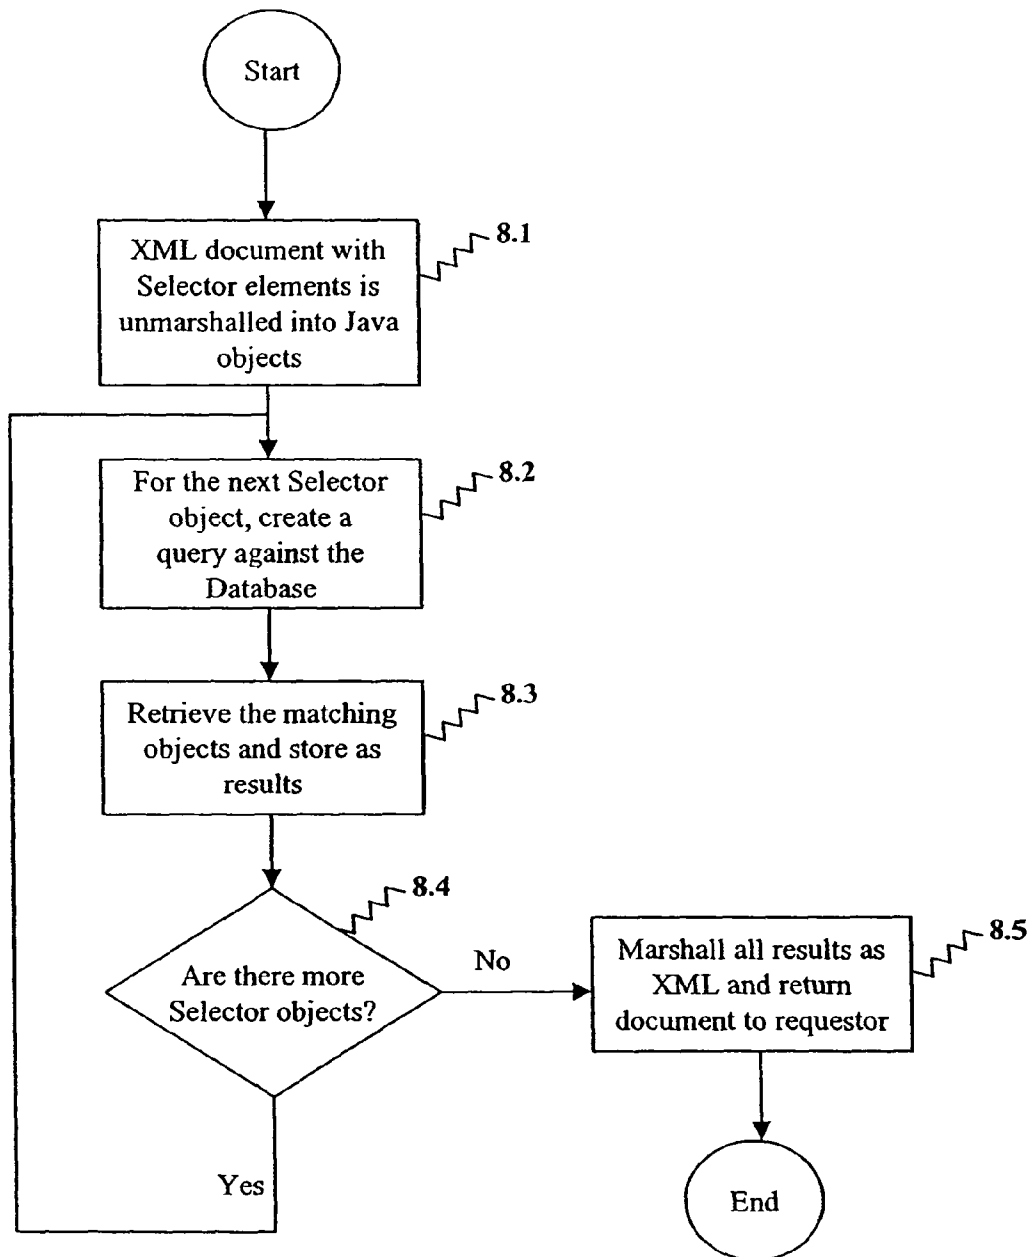 Start
8.1
XML document with
Selector elements is
unmarshalled into Java
objects
8.2
For the next Selector
object, create a
query against the
Database
8.3
Retrieve the matching
objects and store as
results
8.4
Are there more
Selector objects?
No
8.5
Marshall all results as
XML and return
document to requestor
Yes
End